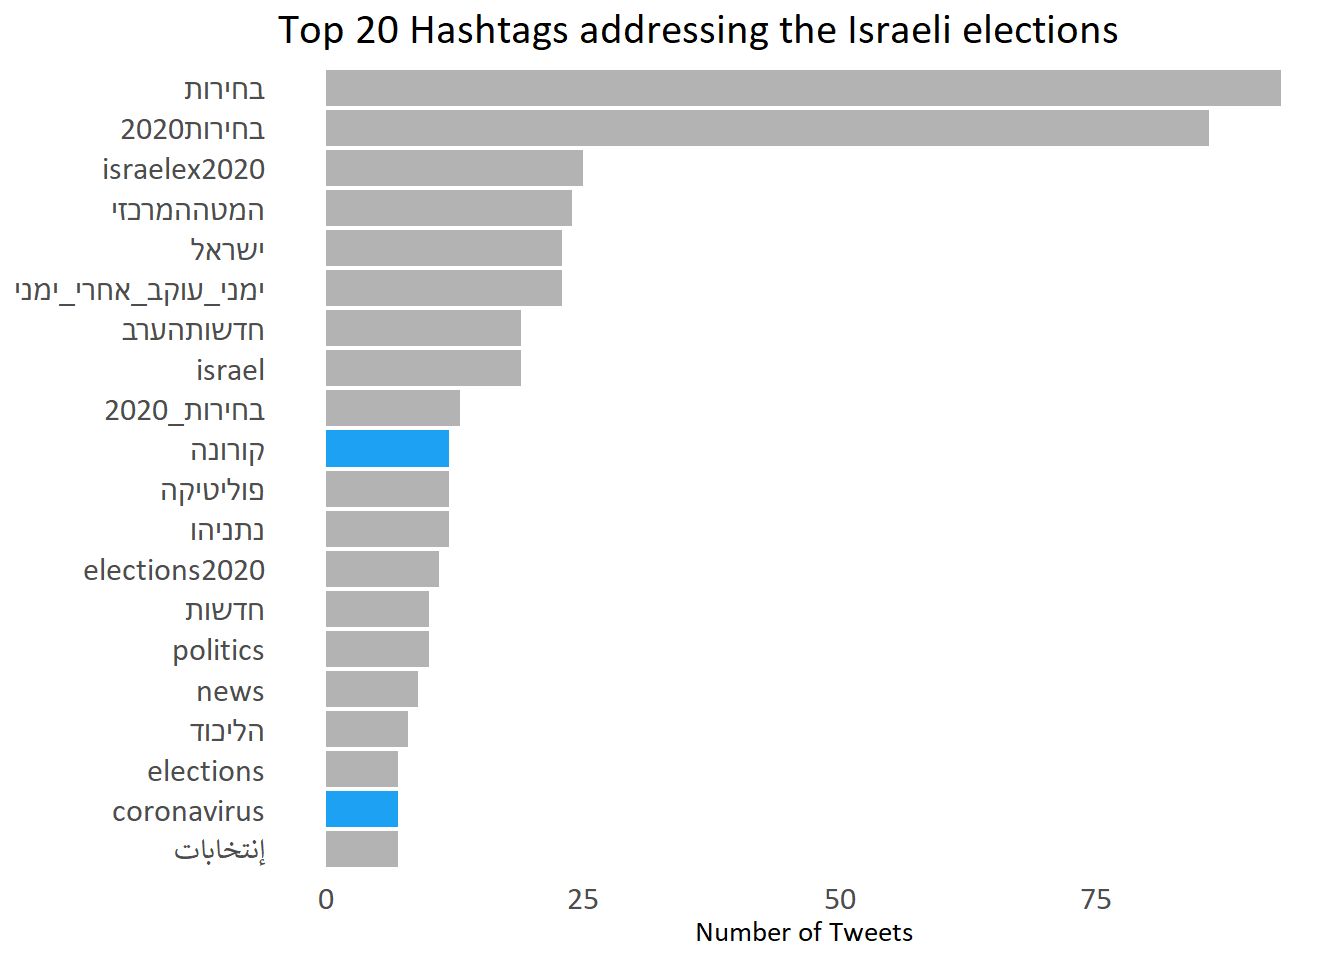 Top 20 Hashtags addressing the Israeli elections
בחירות
בחירות2020
israelex2020
המטההמרכזי
ישראל
ימני_עוקב_אחרי_ימני
חדשותהערב
israel
בחירות_2020
קורונה
פוליטיקה
נתניהו
elections2020
חדשות
politics
news
הליכוד
elections
coronavirus
إنتخابات
0 25 50 75
Number of Tweets